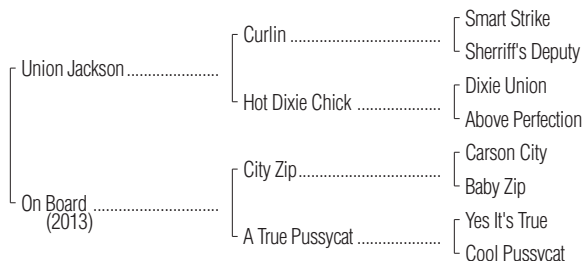 Smart Strike
Curlin
Sherriff's Deputy
Union Jackson
Dixie Union
Hot Dixie Chick
Above Perfection
Carson City
City Zip
Baby Zip
On Board
(2013)
Yes It's True
A True Pussycat
Cool Pussycat